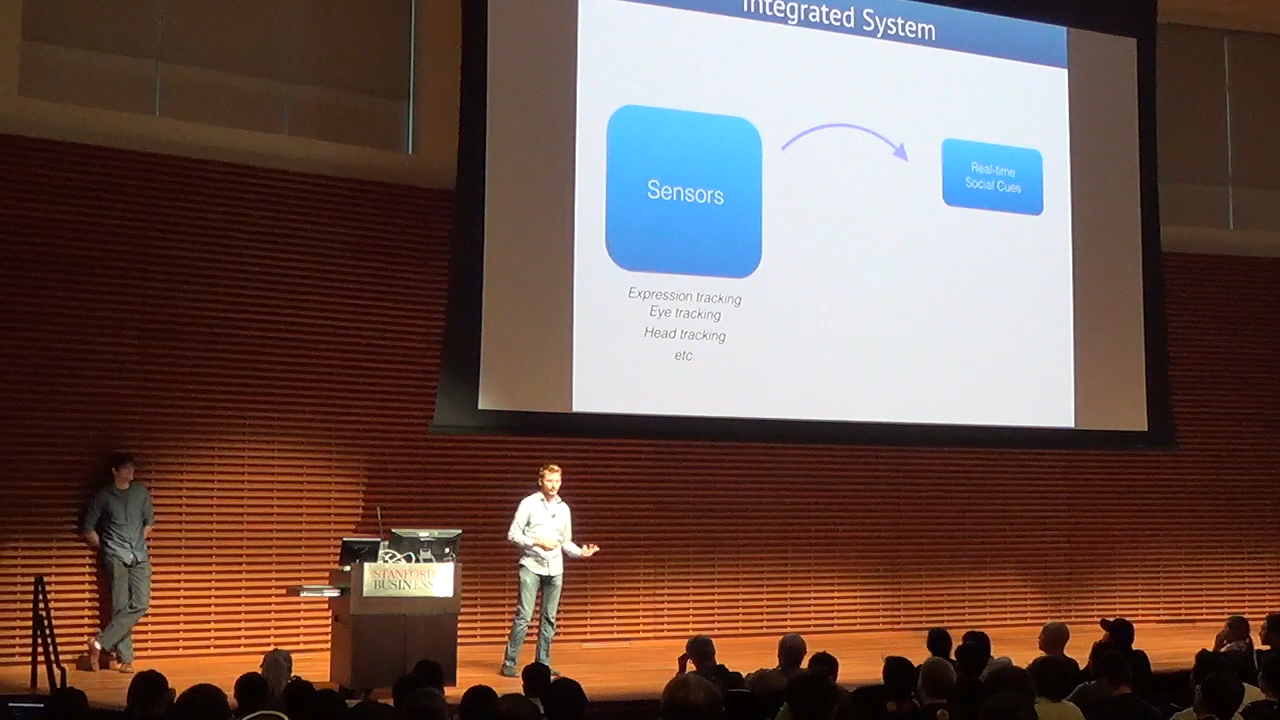 Integrated System
Sensors
Real-time
Social Cues
Expression tracking
Eye tracking
Head tracking
etc.
STANFORD
BUSINESS